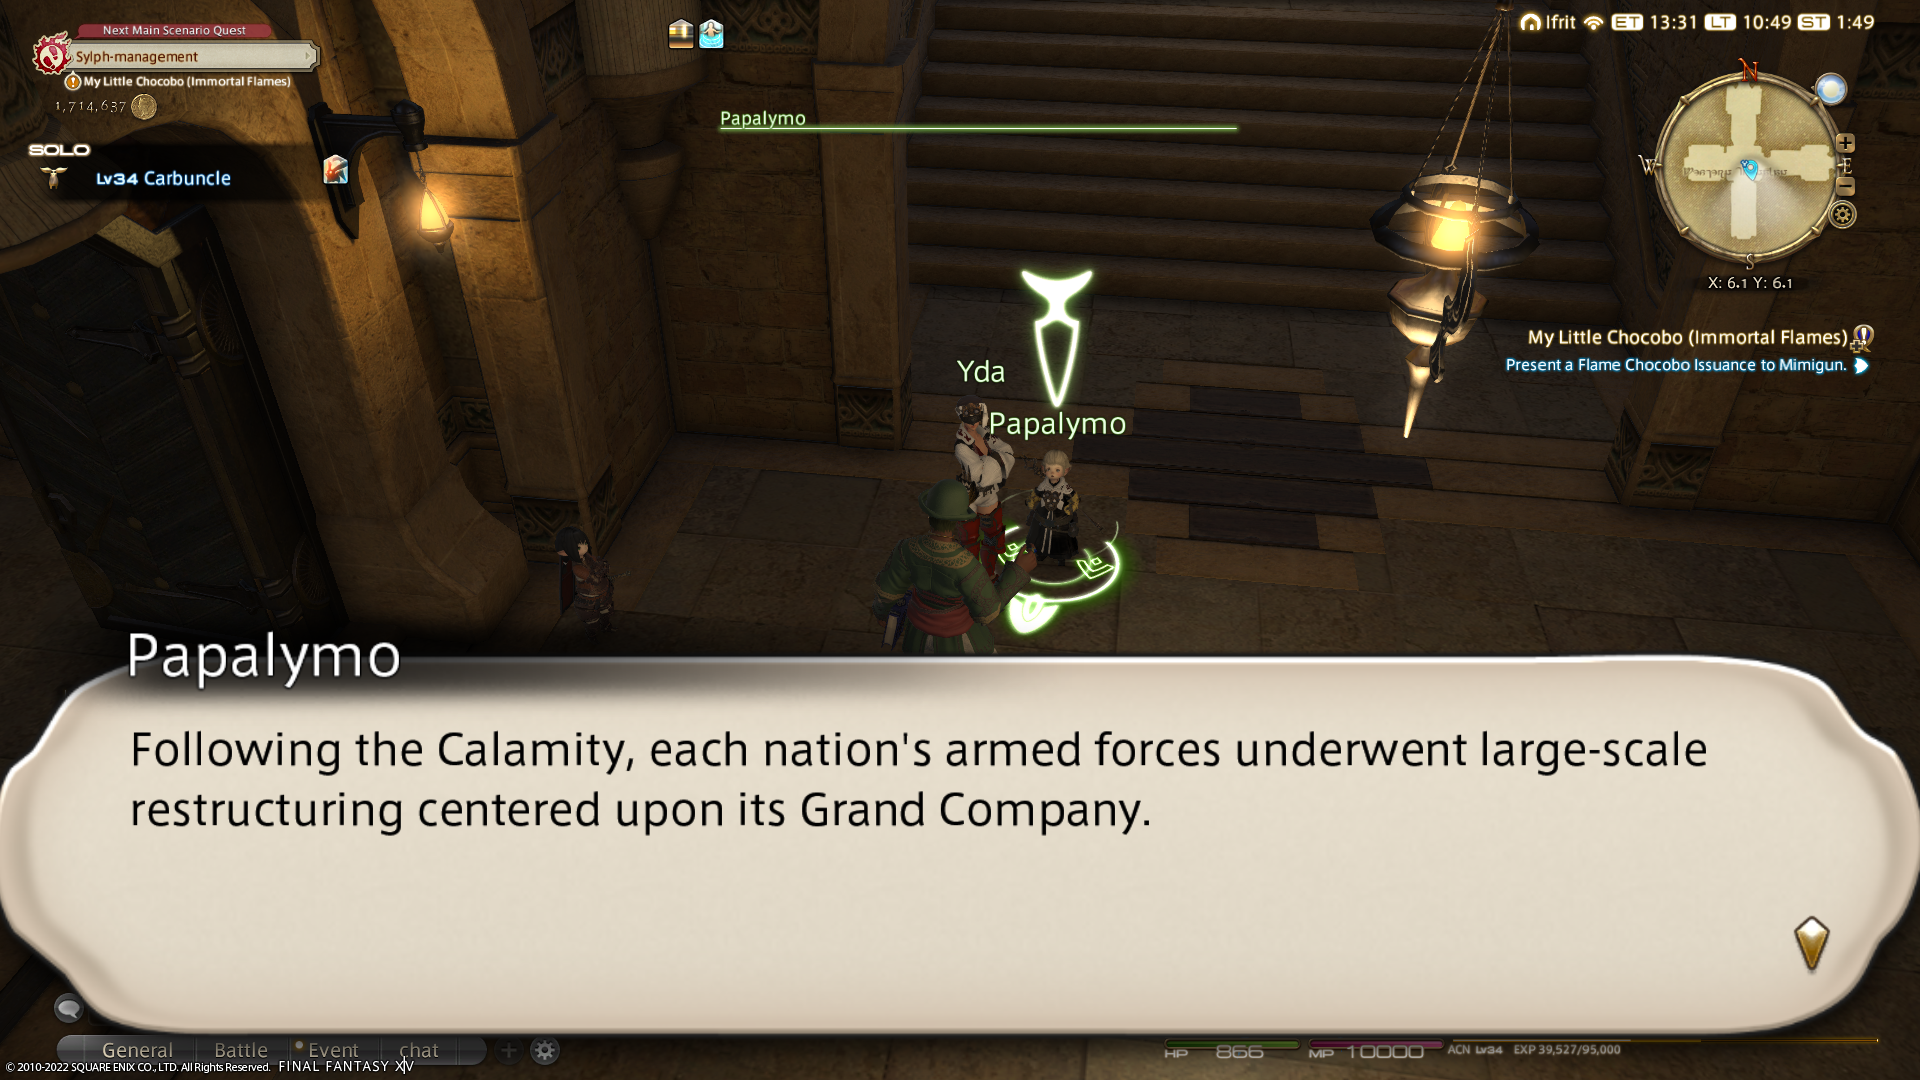 Next Main Scenario Quest
Sylph-management
My Little Chocobo (Immortal Flames)
1,714,637
SOLO
Lv34 Carbuncle
Papalymo
Ifrit ET 13:31 LT 10:49 ST 1:49
N
W
E
S
X: 6.1 Y: 6.1
My Little Chocobo (Immortal Flames)
Present a Flame Chocobo Issuance to Mimigun.
Yda
Papalymo
Papalymo
Following the Calamity, each nation's armed forces underwent large-scale
restructuring centered upon its Grand Company.
General Battle Event chat
HP 866 MP 10000 ACN Lv34 EXP 39,527/95,000
© 2010-2022 SQUARE ENIX CO., LTD. All Rights Reserved. FINAL FANTASY XIV